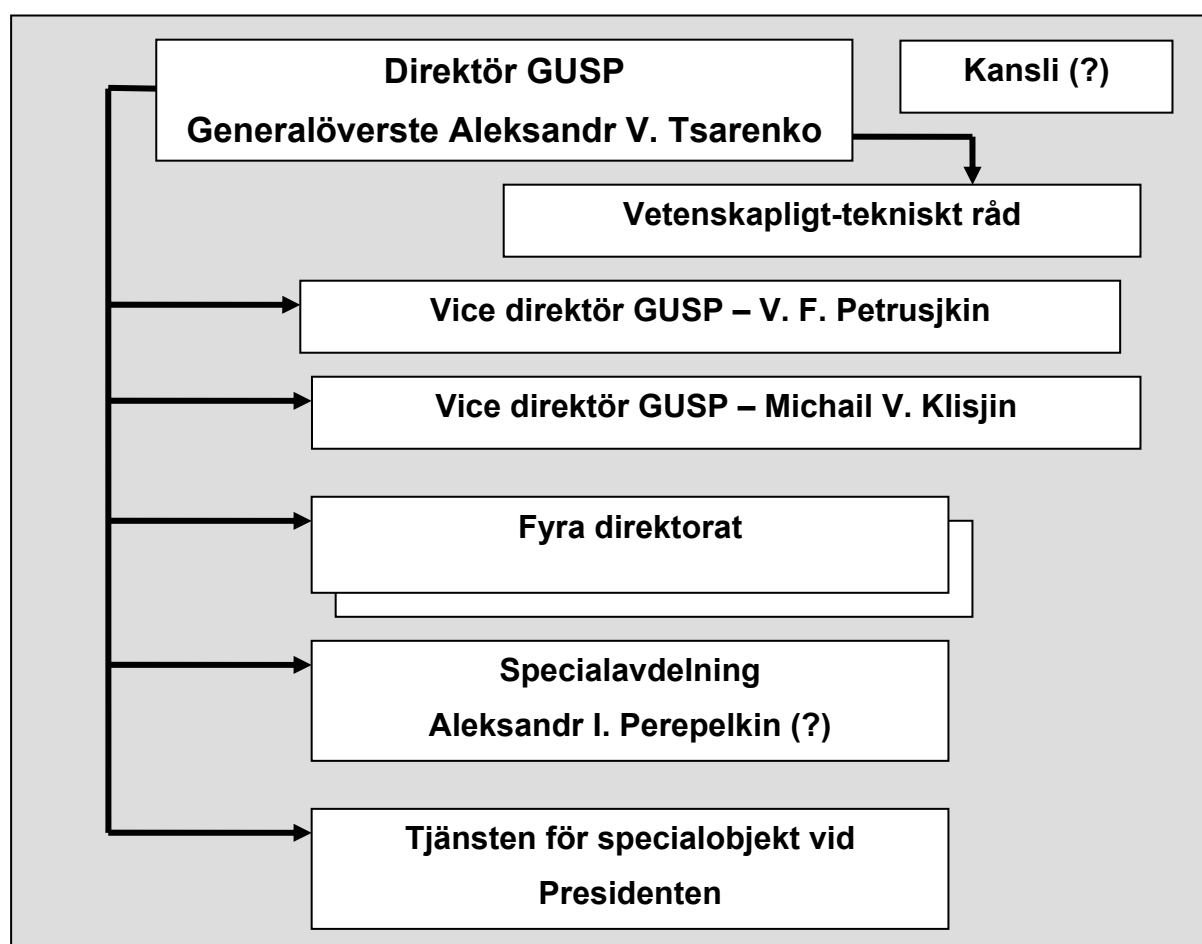 Direktör GUSP
Generalöverste Aleksandr V. Tsarenko
Kansli (?)
Vetenskapligt-tekniskt råd
Vice direktör GUSP – V. F. Petrusjkin
Vice direktör GUSP – Michail V. Klisjin
Fyra direktorat
Specialavdelning
Aleksandr I. Perepelkin (?)
Tjänsten för specialobjekt vid
Presidenten